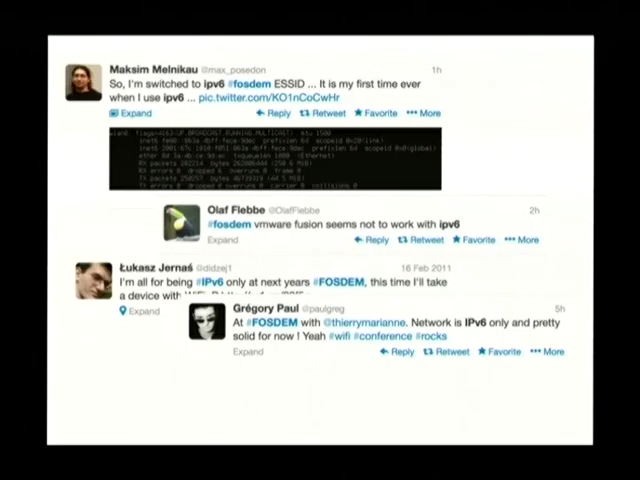 Maksim Melnikau @max_posedon 1h
So, I'm switched to ipv6 #fosdem ESSID ... It is my first time ever
when I use ipv6 ... pic.twitter.com/KO1nCoCwHr
Expand Reply Retweet Favorite ••• More
Olaf Flebbe @OlafFlebbe 2h
#fosdem vmware fusion seems not to work with ipv6
Expand Reply Retweet Favorite ••• More
Łukasz Jernaś @didzej1 16 Feb 2011
I'm all for being #IPv6 only at next years #FOSDEM, this time I'll take
a device with
Expand
Grégory Paul @paulgreg 5h
At #FOSDEM with @thierrymarianne. Network is IPv6 only and pretty
solid for now ! Yeah #wifi #conference #rocks
Expand Reply Retweet Favorite ••• More